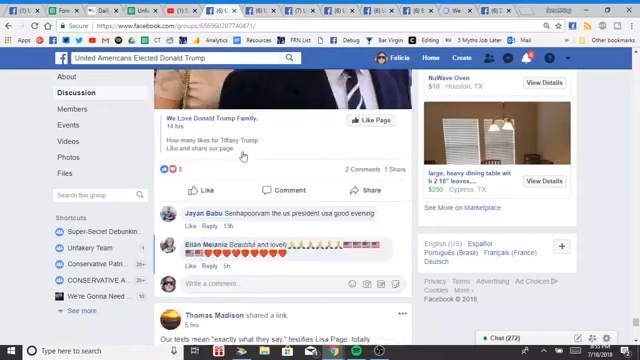 Secure | https://www.facebook.com/groups/656960207740471/
Apps
Twitter
Analytics
Resources
FRN
Debug
Bar Virgin
ECM
5 Myths Job Later
Other bookmarks
United Americans Elected Donald Trump
Felicia
Home
Create
About
Discussion
Members
Events
Videos
Photos
Files
Search this group
Shortcuts
Super-Secret Debunkin...
Unfakery Team 1
Conservative Patriot...
CONSERVATIVE A...
We're Gonna Need ...
See more
We Love Donald Trump Family.
14 hrs
How many likes for Tiffany Trump
Like and share our page.
Like Page
8
2 Comments 1 Share
Like Comment Share
Jayan Babu Senhapoorvam the us president usa good evening
Like Reply 13h
Ellan Melania Beautiful and lovely🙏🙏🙏🙏🙏🙏🇺🇸🇺🇸🇺🇸🇺🇸
🇺🇸🇺🇸❤❤❤❤❤❤❤❤❤
Like Reply 5h
Write a comment...
Thomas Madison shared a link
5 hrs
Our texts mean "exactly what they say," testifies Lisa Page, totally
NuWave Oven
$10 Houston, TX
View Details
large, heavy dining table wit
h 2 18" leaves,...
$250 Cypress, TX
View Details
See More on Marketplace
English (US) · Español ·
Português (Brasil) · Français (France) ·
Deutsch
Privacy · Terms · Advertising · Ad Choices
Cookies · More
Facebook © 2018
Chat (272)
Type here to search
7/18/2018